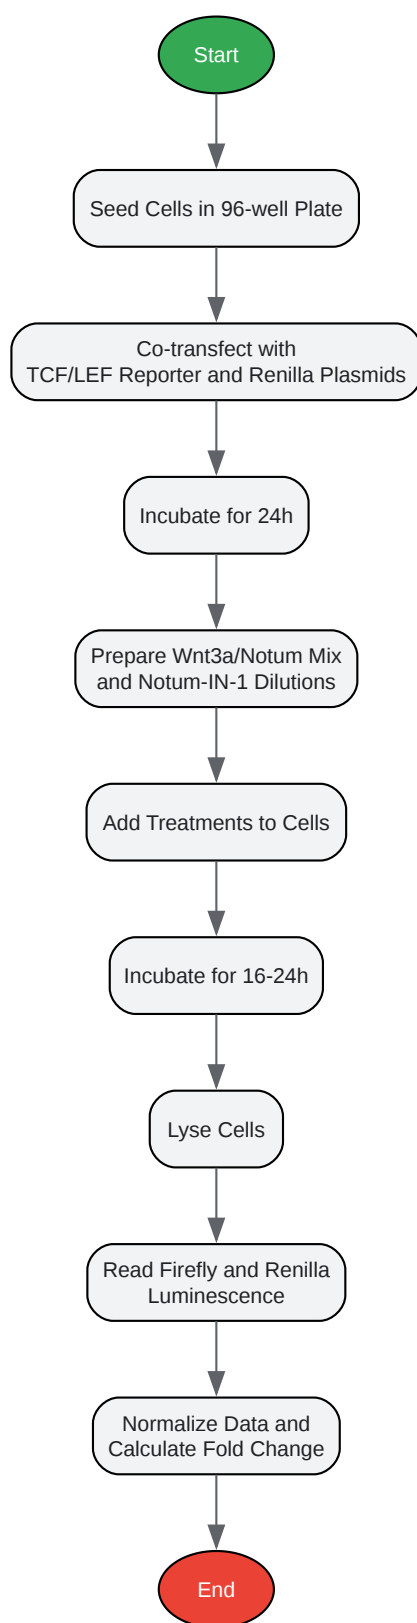 Start
Seed Cells in 96-well Plate
Co-transfect with
TCF/LEF Reporter and Renilla Plasmids
Incubate for 24h
Prepare Wnt3a/Notum Mix
and Notum-IN-1 Dilutions
Add Treatments to Cells
Incubate for 16-24h
Lyse Cells
Read Firefly and Renilla
Luminescence
Normalize Data and
Calculate Fold Change
End